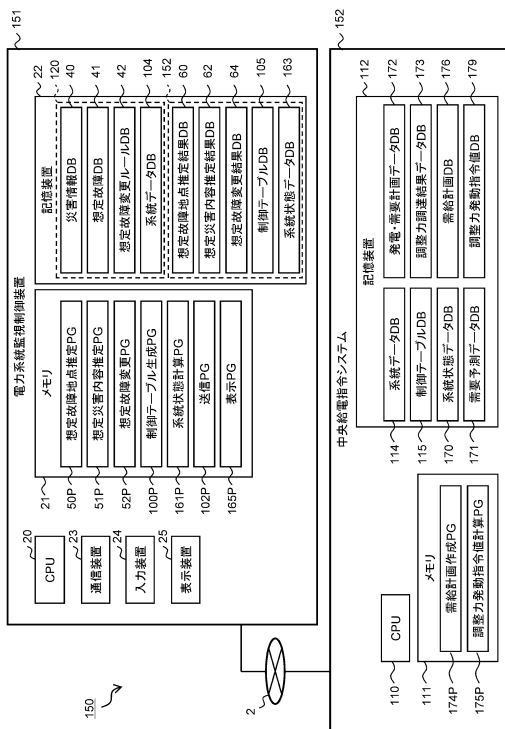 150
2
151
電力系統監視制御装置
20
CPU
23
通信装置
24
入力装置
25
表示装置
21
メモリ
50P
想定故障地点推定PG
51P
想定災害内容推定PG
52P
想定故障変更PG
100P
制御テーブル生成PG
161P
系統状態計算PG
102P
送信PG
165P
表示PG
22
記憶装置
120
40
災害情報DB
41
想定故障DB
42
想定故障変更ルールDB
104
系統データDB
152
60
想定故障地点推定結果DB
62
想定災害内容推定結果DB
64
想定故障変更結果DB
105
制御テーブルDB
163
系統状態データDB
152
中央給電指令システム
110
CPU
111
メモリ
174P
需給計画作成PG
175P
調整力発動指令値計算PG
112
記憶装置
114
系統データDB
115
制御テーブルDB
170
系統状態データDB
171
需要予測データDB
172
発電・需要計画データDB
173
調整力調達結果データDB
176
需給計画DB
179
調整力発動指令値DB